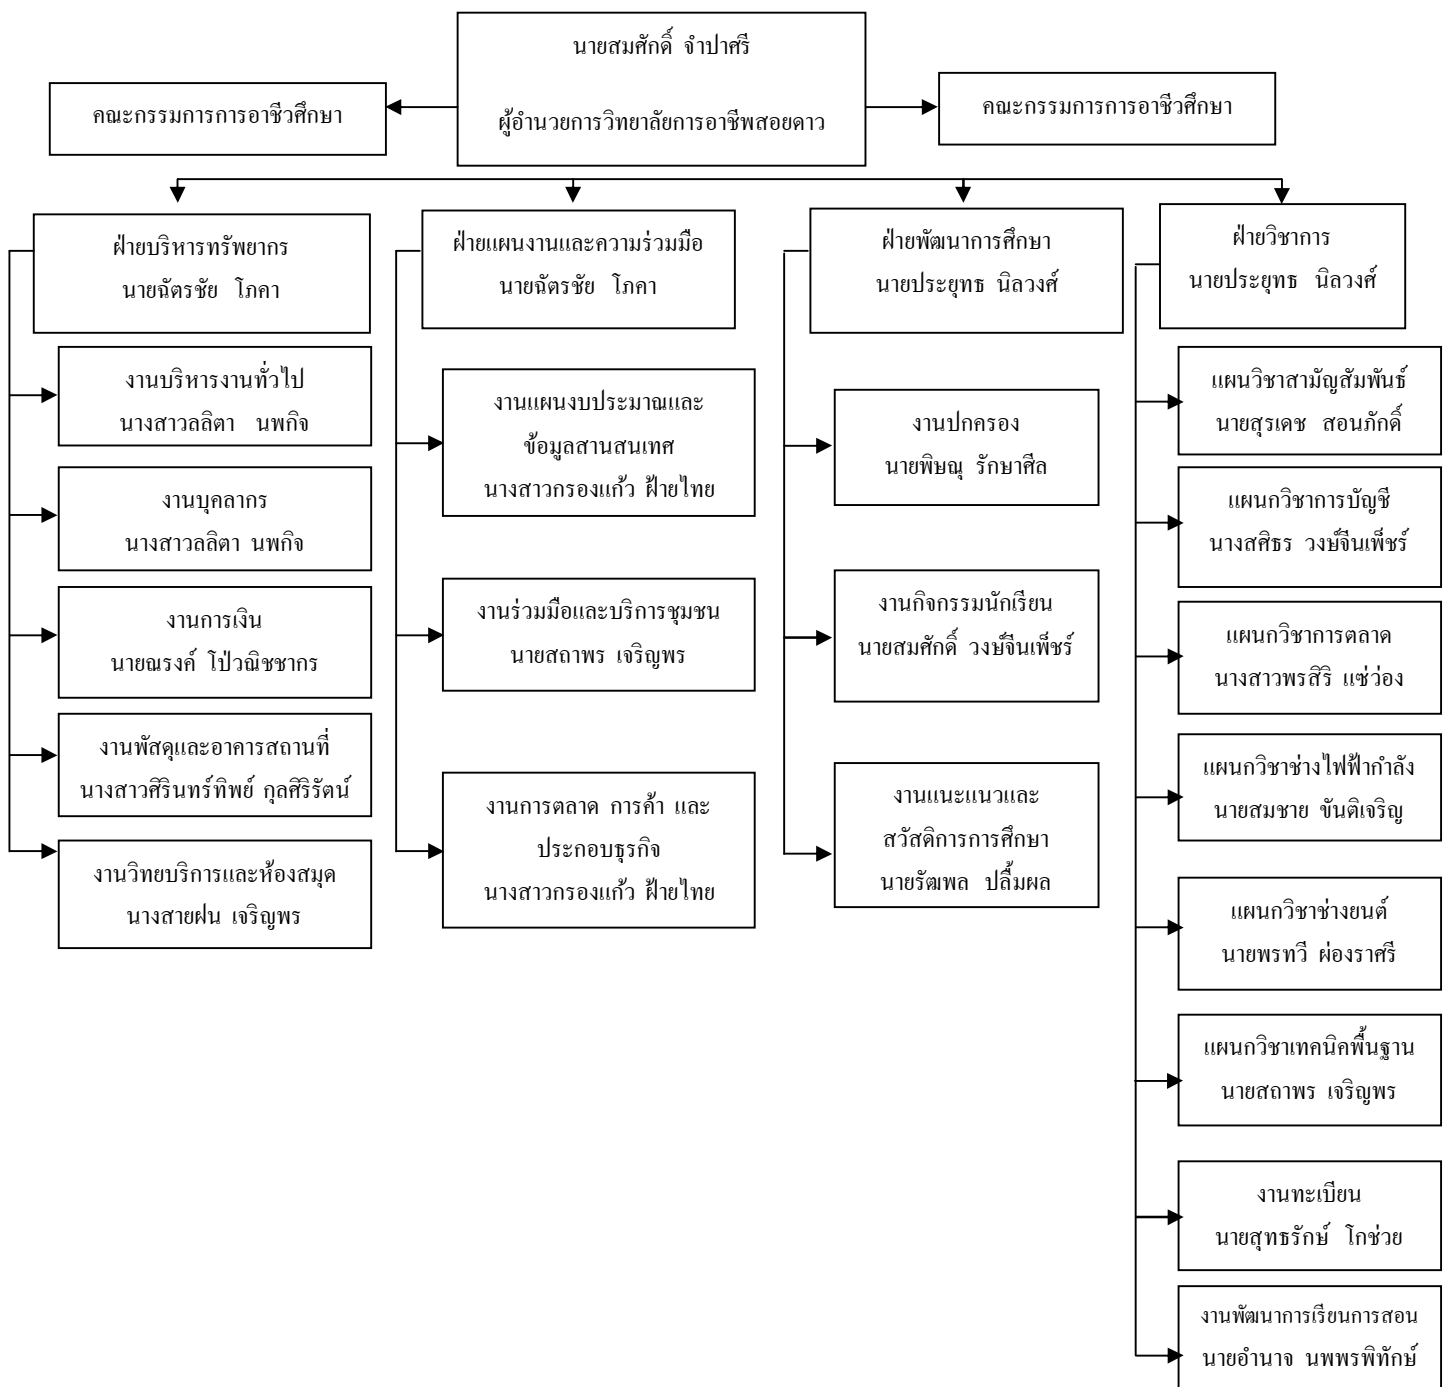 นายสมศักดิ์ จำปาศรี
ผู้อำนวยการวิทยาลัยการอาชีพสอยดาว
คณะกรรมการการอาชีวศึกษา
คณะกรรมการการอาชีวศึกษา
ฝ่ายบริหารทรัพยากร
นายฉัตรชัย โภคา
งานบริหารงานทั่วไป
นางสาวลลิตา นพกิจ
งานบุคลากร
นางสาวลลิตา นพกิจ
งานการเงิน
นายณรงค์ โป่วณิชชากร
งานพัสดุและอาคารสถานที่
นางสาวศิรินทร์ทิพย์ กุลศิริรัตน์
งานวิทยบริการและห้องสมุด
นางสายฝน เจริญพร
ฝ่ายแผนงานและความร่วมมือ
นายฉัตรชัย โภคา
งานแผนงบประมาณและ
ข้อมูลสานสนเทศ
นางสาวกรองแก้ว ฝ้ายไทย
งานร่วมมือและบริการชุมชน
นายสถาพร เจริญพร
งานการตลาด การค้า และ
ประกอบธุรกิจ
นางสาวกรองแก้ว ฝ้ายไทย
ฝ่ายพัฒนาการศึกษา
นายประยุทธ นิลวงศ์
งานปกครอง
นายพิษณุ รักษาศีล
งานกิจกรรมนักเรียน
นายสมศักดิ์ วงษ์จีนเพ็ชร์
งานแนะแนวและ
สวัสดิการการศึกษา
นายรัฒพล ปลื้มผล
ฝ่ายวิชาการ
นายประยุทธ นิลวงศ์
แผนวิชาสามัญสัมพันธ์
นายสุรเดช สอนภักดิ์
แผนกวิชาการบัญชี
นางสศิธร วงษ์จีนเพ็ชร์
แผนกวิชาการตลาด
นางสาวพรสิริ แซ่ว่อง
แผนกวิชาช่างไฟฟ้ากำลัง
นายสมชาย ขันติเจริญ
แผนกวิชาช่างยนต์
นายพรทวี ผ่องราศรี
แผนกวิชาเทคนิคพื้นฐาน
นายสถาพร เจริญพร
งานทะเบียน
นายสุทธรักษ์ โกช่วย
งานพัฒนาการเรียนการสอน
นายอำนาจ นพพรพิทักษ์